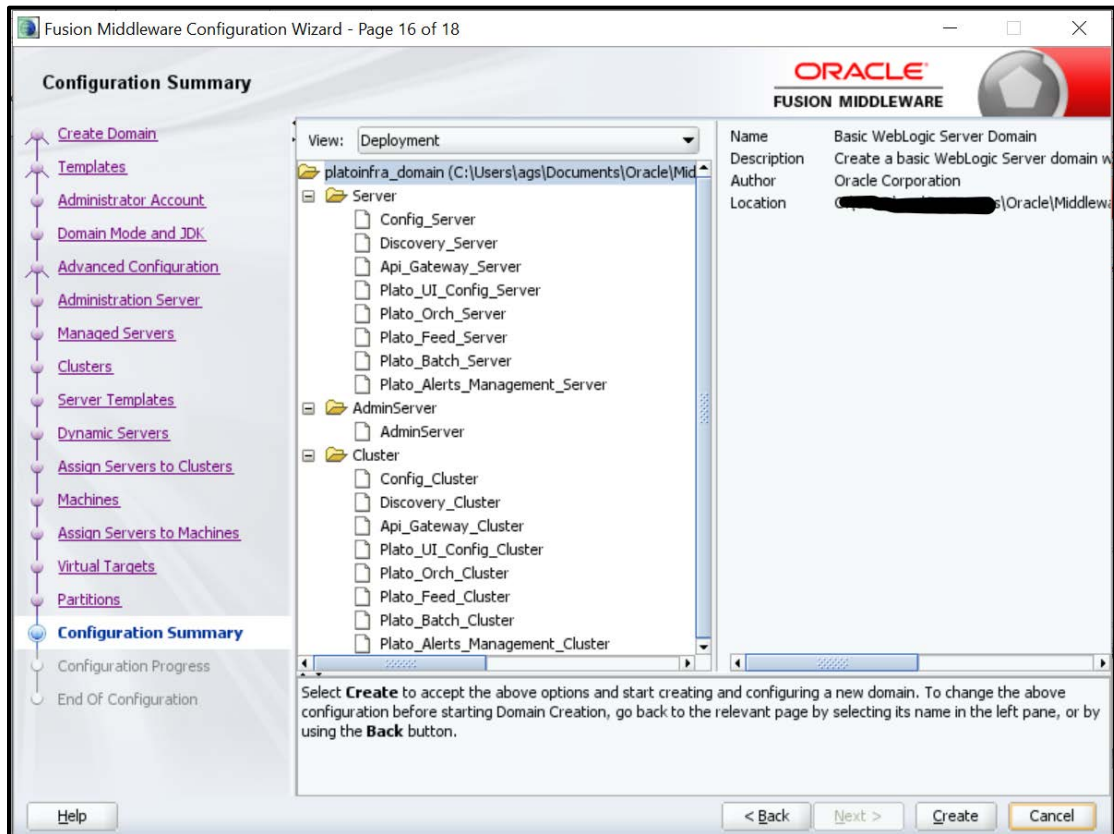 Fusion Middleware Configuration Wizard - Page 16 of 18
Configuration Summary
ORACLE
FUSION MIDDLEWARE
Create Domain
Templates
Administrator Account
Domain Mode and JDK
Advanced Configuration
Administration Server
Managed Servers
Clusters
Server Templates
Dynamic Servers
Assign Servers to Clusters
Machines
Assign Servers to Machines
Virtual Targets
Partitions
Configuration Summary
Configuration Progress
End Of Configuration
View: Deployment
platoinfra_domain (C:\Users\ags\Documents\Oracle\Mid
Server
Config_Server
Discovery_Server
Api_Gateway_Server
Plato_UI_Config_Server
Plato_Orch_Server
Plato_Feed_Server
Plato_Batch_Server
Plato_Alerts_Management_Server
AdminServer
AdminServer
Cluster
Config_Cluster
Discovery_Cluster
Api_Gateway_Cluster
Plato_UI_Config_Cluster
Plato_Orch_Cluster
Plato_Feed_Cluster
Plato_Batch_Cluster
Plato_Alerts_Management_Cluster
Name Basic WebLogic Server Domain
Description Create a basic WebLogic Server domain w
Author Oracle Corporation
Location s\Oracle\Middlewa
Select Create to accept the above options and start creating and configuring a new domain. To change the above
configuration before starting Domain Creation, go back to the relevant page by selecting its name in the left pane, or by
using the Back button.
Help
< Back Next > Create Cancel